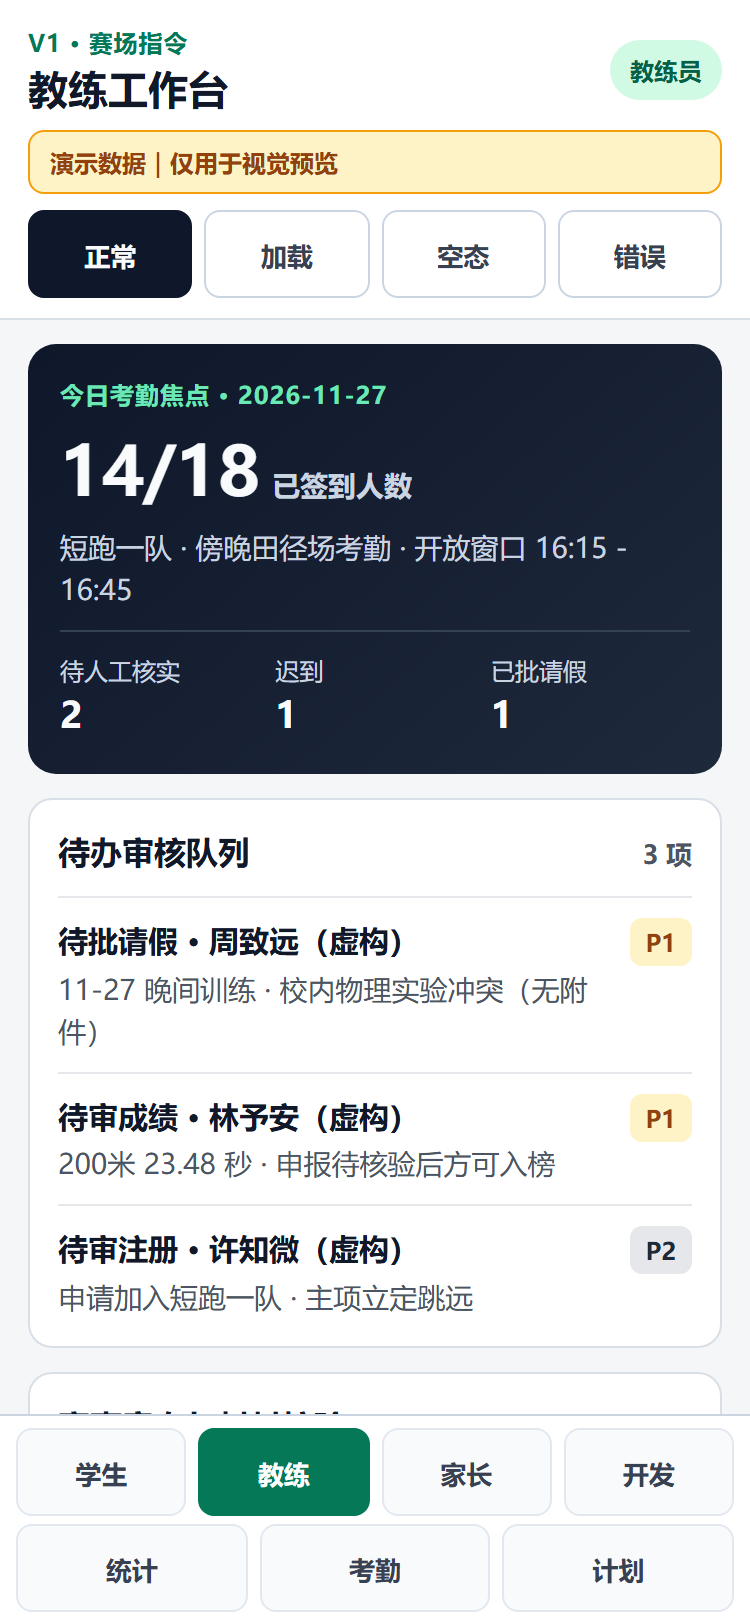 V1 • 赛场指令
教练工作台
教练员
演示数据｜仅用于视觉预览
正常
加载
空态
错误
今日考勤焦点 • 2026-11-27
14/18 已签到人数
短跑一队 · 傍晚田径场考勤 · 开放窗口 16:15 -
16:45
待人工核实
2
迟到
1
已批请假
1
待办审核队列
3 项
待批请假 • 周致远（虚构）
P1
11-27 晚间训练 · 校内物理实验冲突（无附
件）
待审成绩 • 林予安（虚构）
P1
200米 23.48 秒 · 申报待核验后方可入榜
待审注册 • 许知微（虚构）
P2
申请加入短跑一队 · 主项立定跳远
学生
教练
家长
开发
统计
考勤
计划